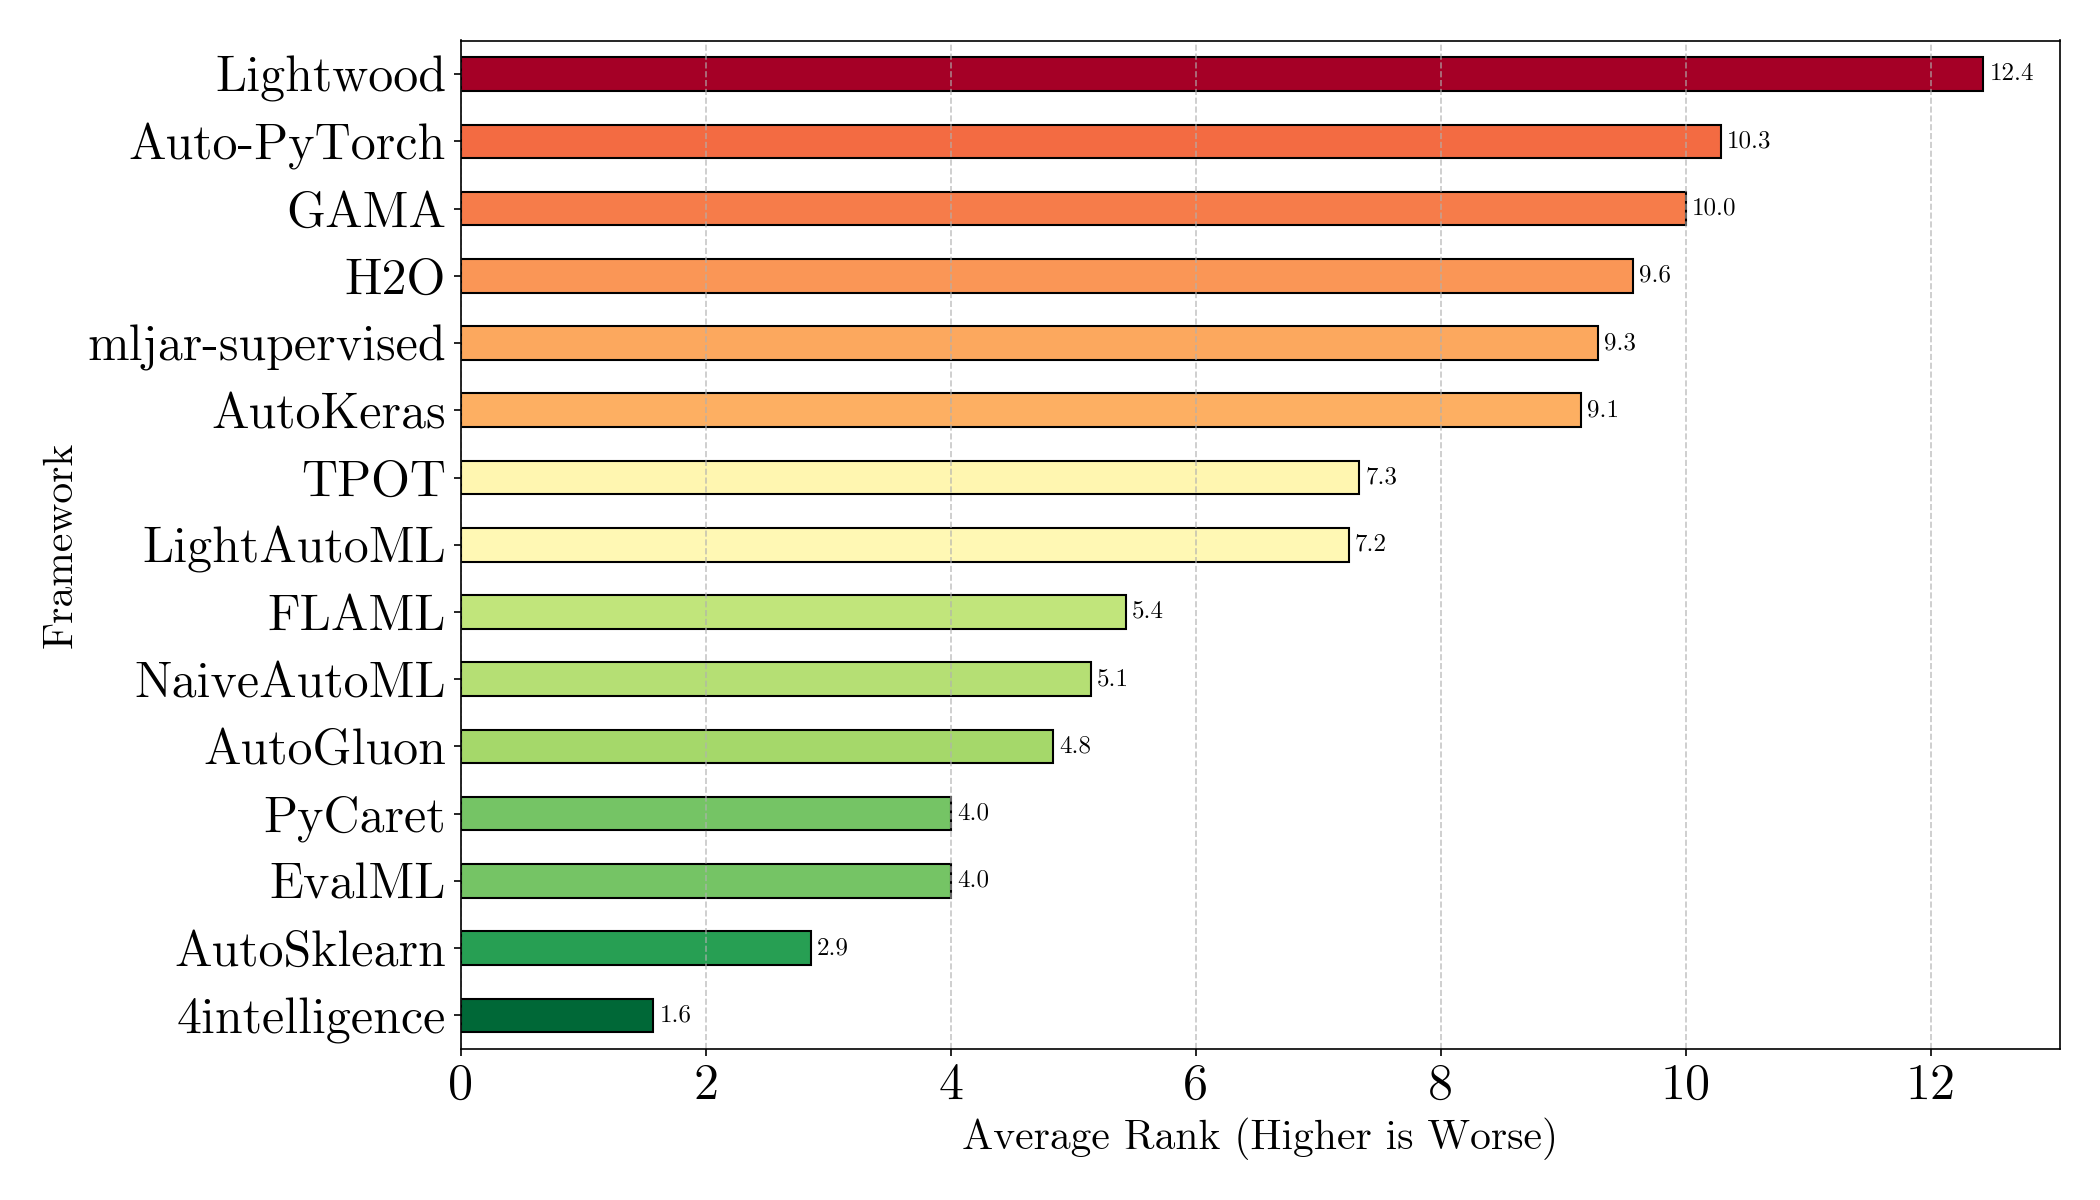 Lightwood 12.4
Auto-PyTorch 10.3
GAMA 10.0
H2O 9.6
mljar-supervised 9.3
AutoKeras 9.1
TPOT 7.3
LightAutoML 7.2
FLAML 5.4
NaiveAutoML 5.1
AutoGluon 4.8
PyCaret 4.0
EvalML 4.0
AutoSklearn 2.9
4intelligence 1.6
Framework
0 2 4 6 8 10 12
Average Rank (Higher is Worse)